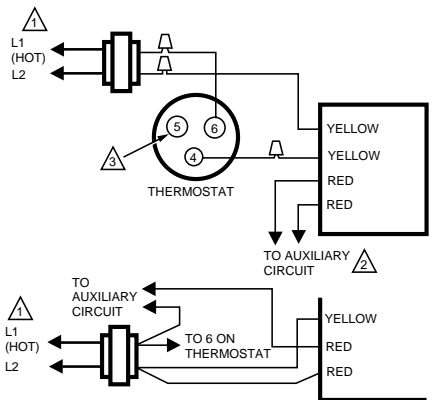 1
L1
(HOT)
L2
5
6
4
3
THERMOSTAT
YELLOW
YELLOW
RED
RED
TO AUXILIARY
CIRCUIT
2
1
L1
(HOT)
L2
TO
AUXILIARY
CIRCUIT
TO 6 ON
THERMOSTAT
YELLOW
RED
RED